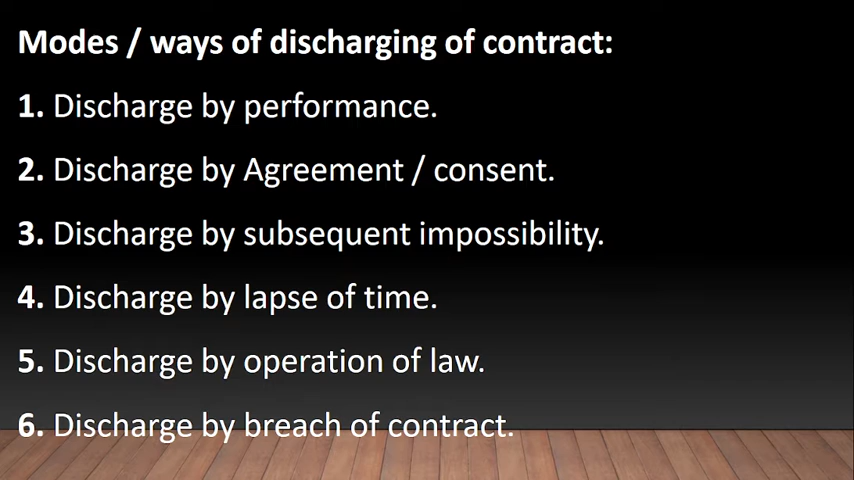 Modes / ways of discharging of contract:
1. Discharge by performance.
2. Discharge by Agreement / consent.
3. Discharge by subsequent impossibility.
4. Discharge by lapse of time.
5. Discharge by operation of law.
6. Discharge by breach of contract.